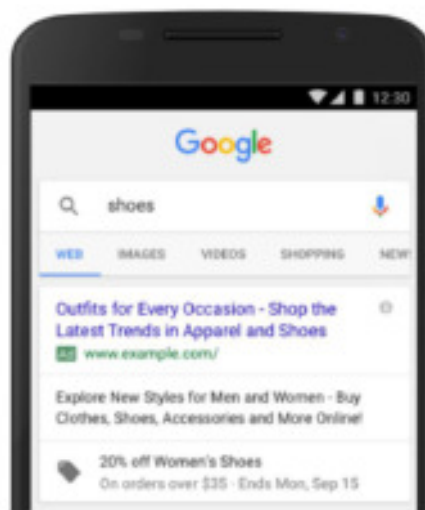 12:30
Google
shoes
WEB IMAGES VIDEOS SHOPPING NEWS
Outfits for Every Occasion - Shop the
Latest Trends in Apparel and Shoes
Ad www.example.com/
Explore New Styles for Men and Women - Buy
Clothes, Shoes, Accessories and More Online!
20% off Women's Shoes
On orders over $35 · Ends Mon, Sep 15